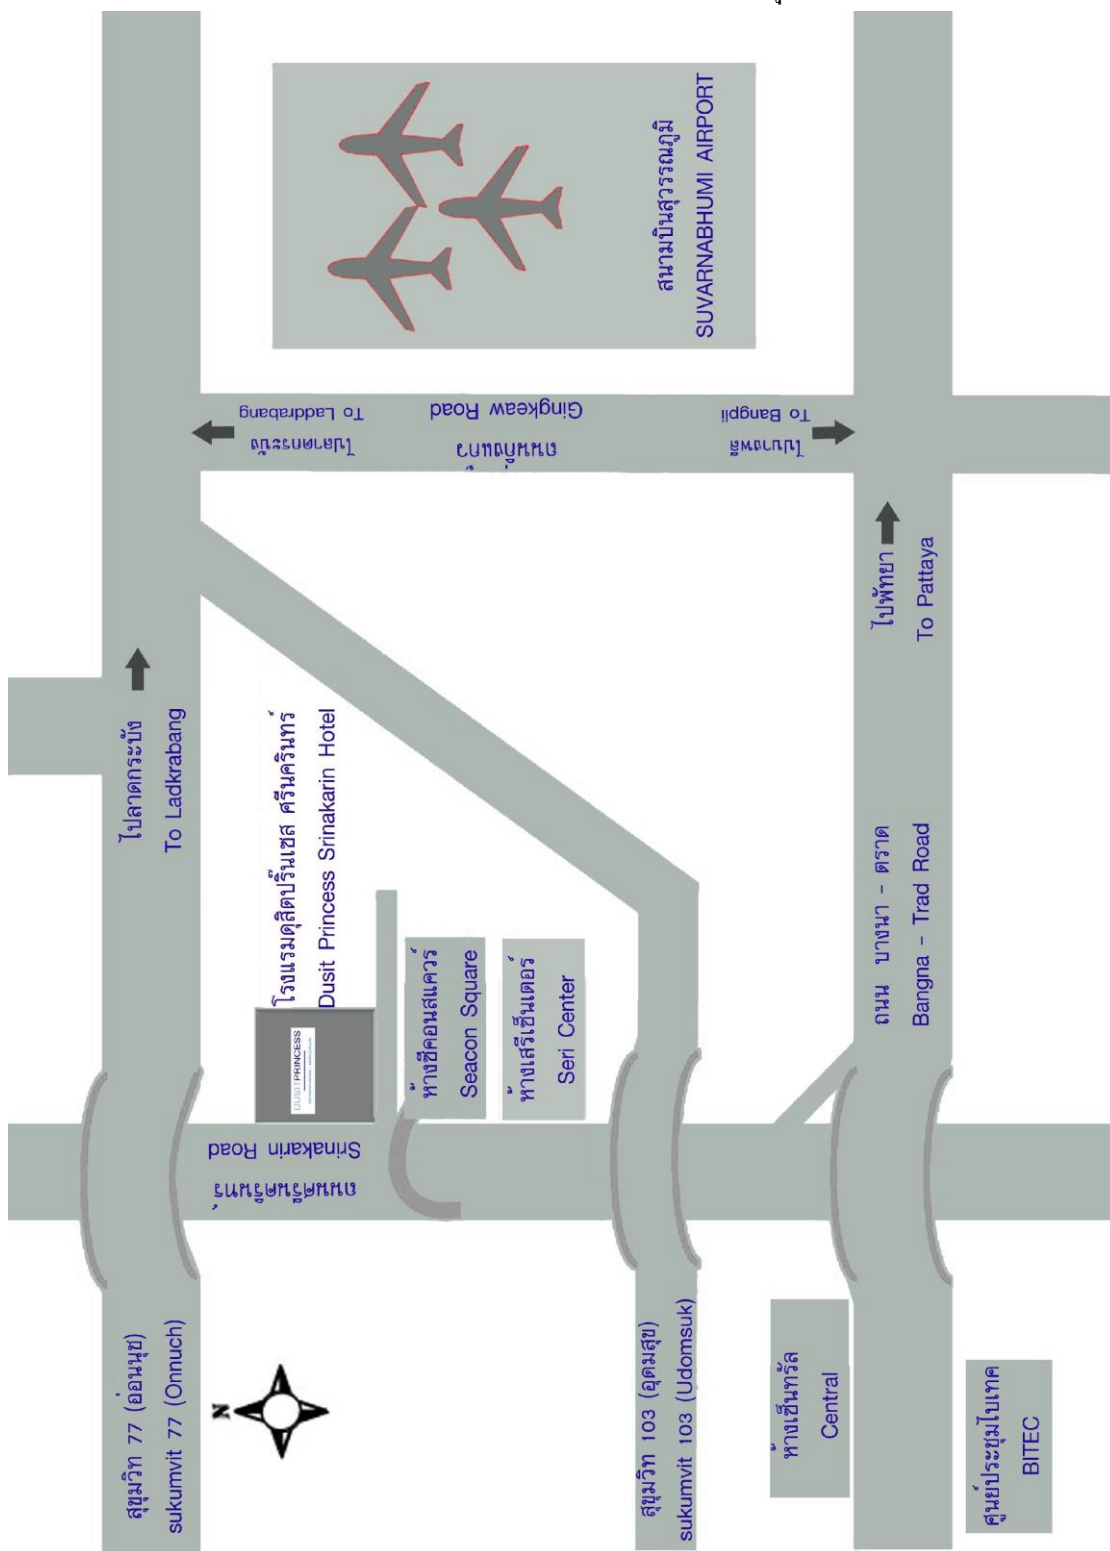 สนามบินสุวรรณภูมิ
SUVARNABHUMI AIRPORT
To Laddrabang
ไปลาดกระบัง
Gingkeaw Road
ถนนกิ่งแก้ว
To Bangpli
ไปบางพลี
ไปพัทยา
To Pattaya
ไปลาดกระบัง
To Ladkrabang
โรงแรมดุสิตปริ๊นเซส ศรีนครินทร์
Dusit Princess Srinakarin Hotel
DUSITPRINCESS
ห้างซีคอนสแควร์
Seacon Square
ห้างเสรีเซ็นเตอร์
Seri Center
ถนน บางนา - ตราด
Bangna - Trad Road
Srinakarin Road
ถนนศรีนครินทร์
สุขุมวิท 77 (อ่อนนุช)
sukumvit 77 (Onnuch)
N
สุขุมวิท 103 (อุดมสุข)
sukumvit 103 (Udomsuk)
ห้างเซ็นทรัล
Central
ศูนย์ประชุมไบเทค
BITEC